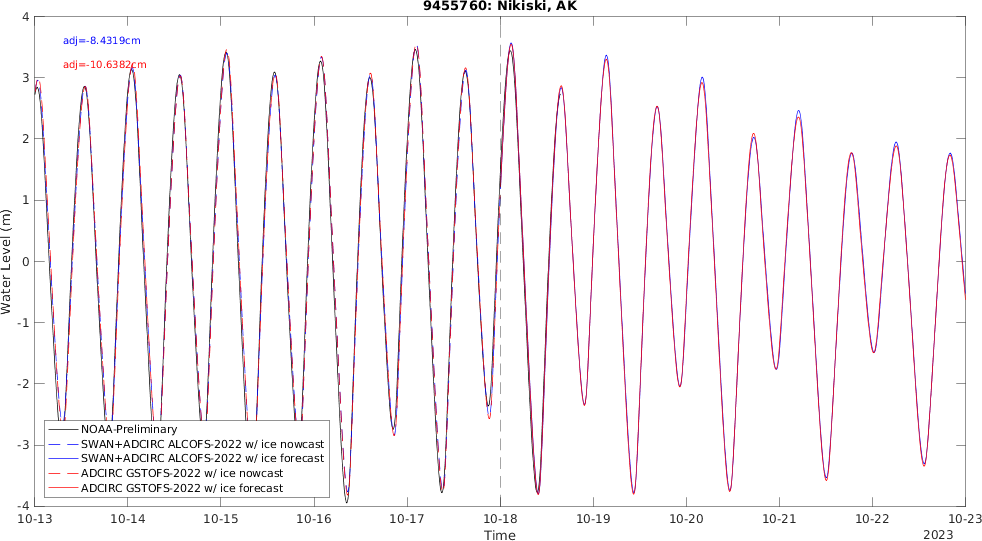 9455760: Nikiski, AK
adj=-8.4319cm
adj=-10.6382cm
Water Level (m)
4
3
2
1
0
-1
-2
-3
-4
NOAA-Preliminary
SWAN+ADCIRC ALCOFS-2022 w/ ice nowcast
SWAN+ADCIRC ALCOFS-2022 w/ ice forecast
ADCIRC GSTOFS-2022 w/ ice nowcast
ADCIRC GSTOFS-2022 w/ ice forecast
10-13 10-14 10-15 10-16 10-17 10-18 10-19 10-20 10-21 10-22 10-23
Time
2023